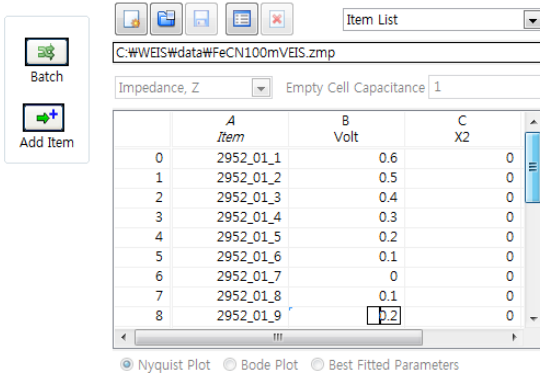 Item List
C:₩WEIS₩data₩FeCN100mVEIS.zmp
Batch
Impedance, Z Empty Cell Capacitance 1
Add Item
A B C
Item Volt X2
0 2952_01_1 0.6 0
1 2952_01_2 0.5 0
2 2952_01_3 0.4 0
3 2952_01_4 0.3 0
4 2952_01_5 0.2 0
5 2952_01_6 0.1 0
6 2952_01_7 0 0
7 2952_01_8 0.1 0
8 2952_01_9 0.2 0
Nyquist Plot Bode Plot Best Fitted Parameters